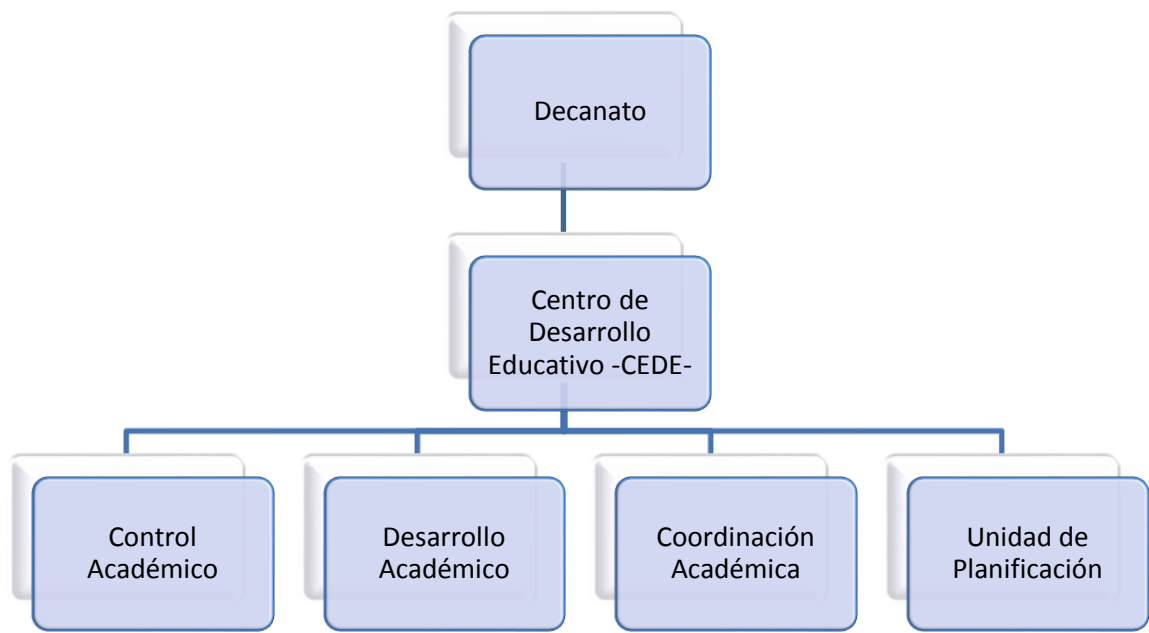 Decanato
Centro de
Desarrollo
Educativo -CEDE-
Control
Académico
Desarrollo
Académico
Coordinación
Académica
Unidad de
Planificación